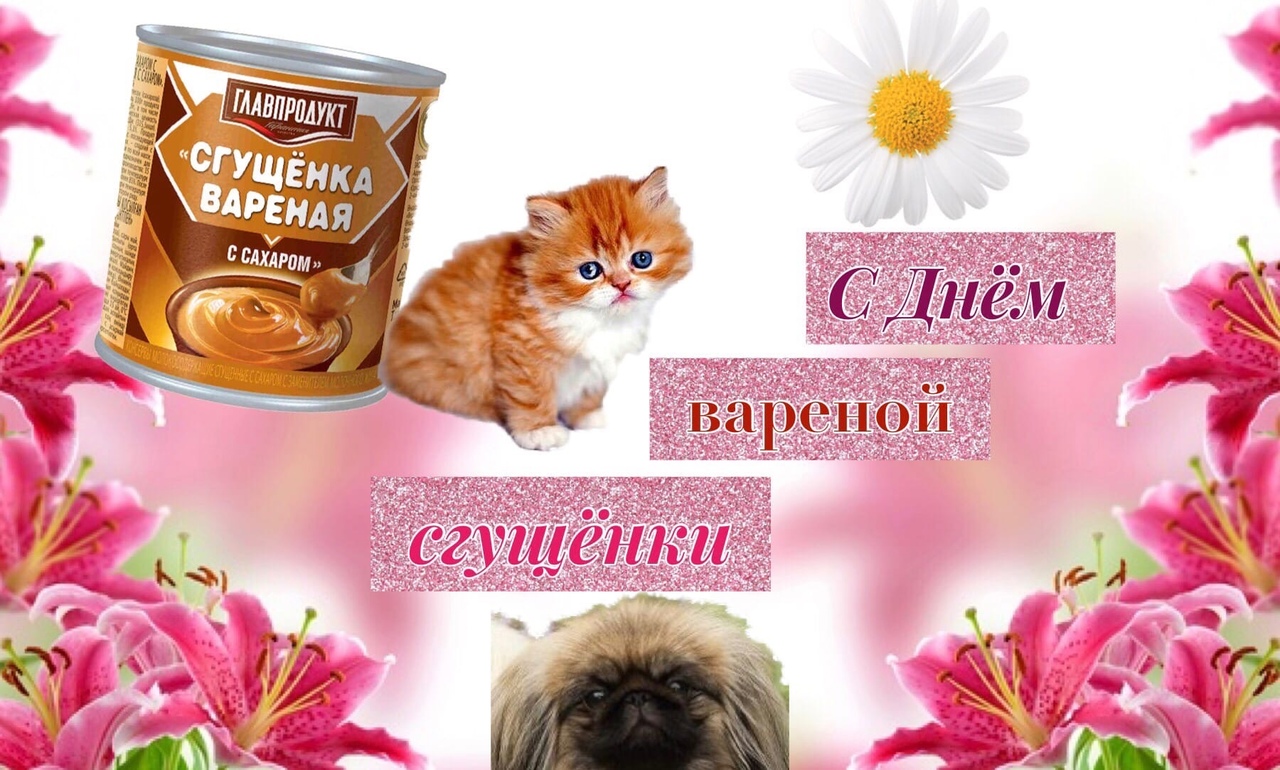 ГЛАВПРОДУКТ
«СГУЩЁНКА
ВАРЕНАЯ
С САХАРОМ»
С Днём
вареной
сгущёнки